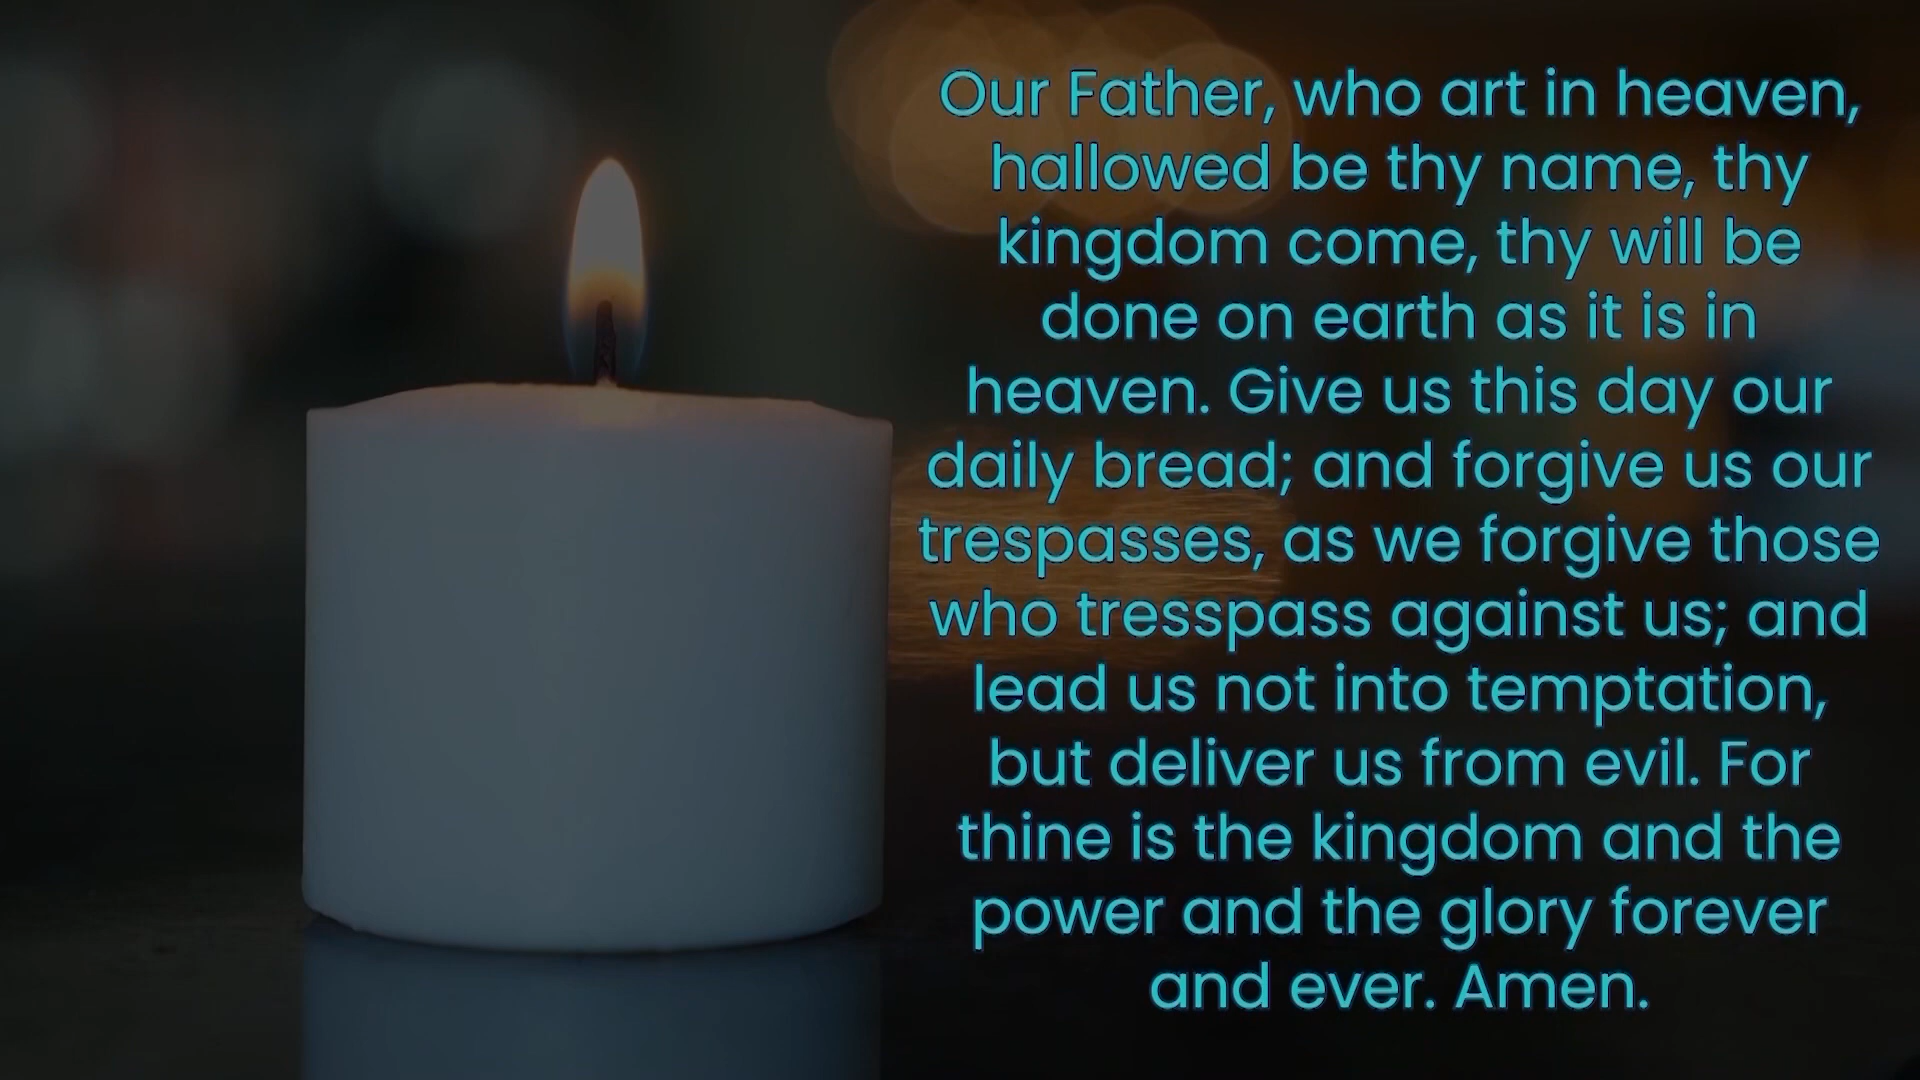 Our Father, who art in heaven,
hallowed be thy name, thy
kingdom come, thy will be
done on earth as it is in
heaven. Give us this day our
daily bread; and forgive us our
trespasses, as we forgive those
who tresspass against us; and
lead us not into temptation,
but deliver us from evil. For
thine is the kingdom and the
power and the glory forever
and ever. Amen.